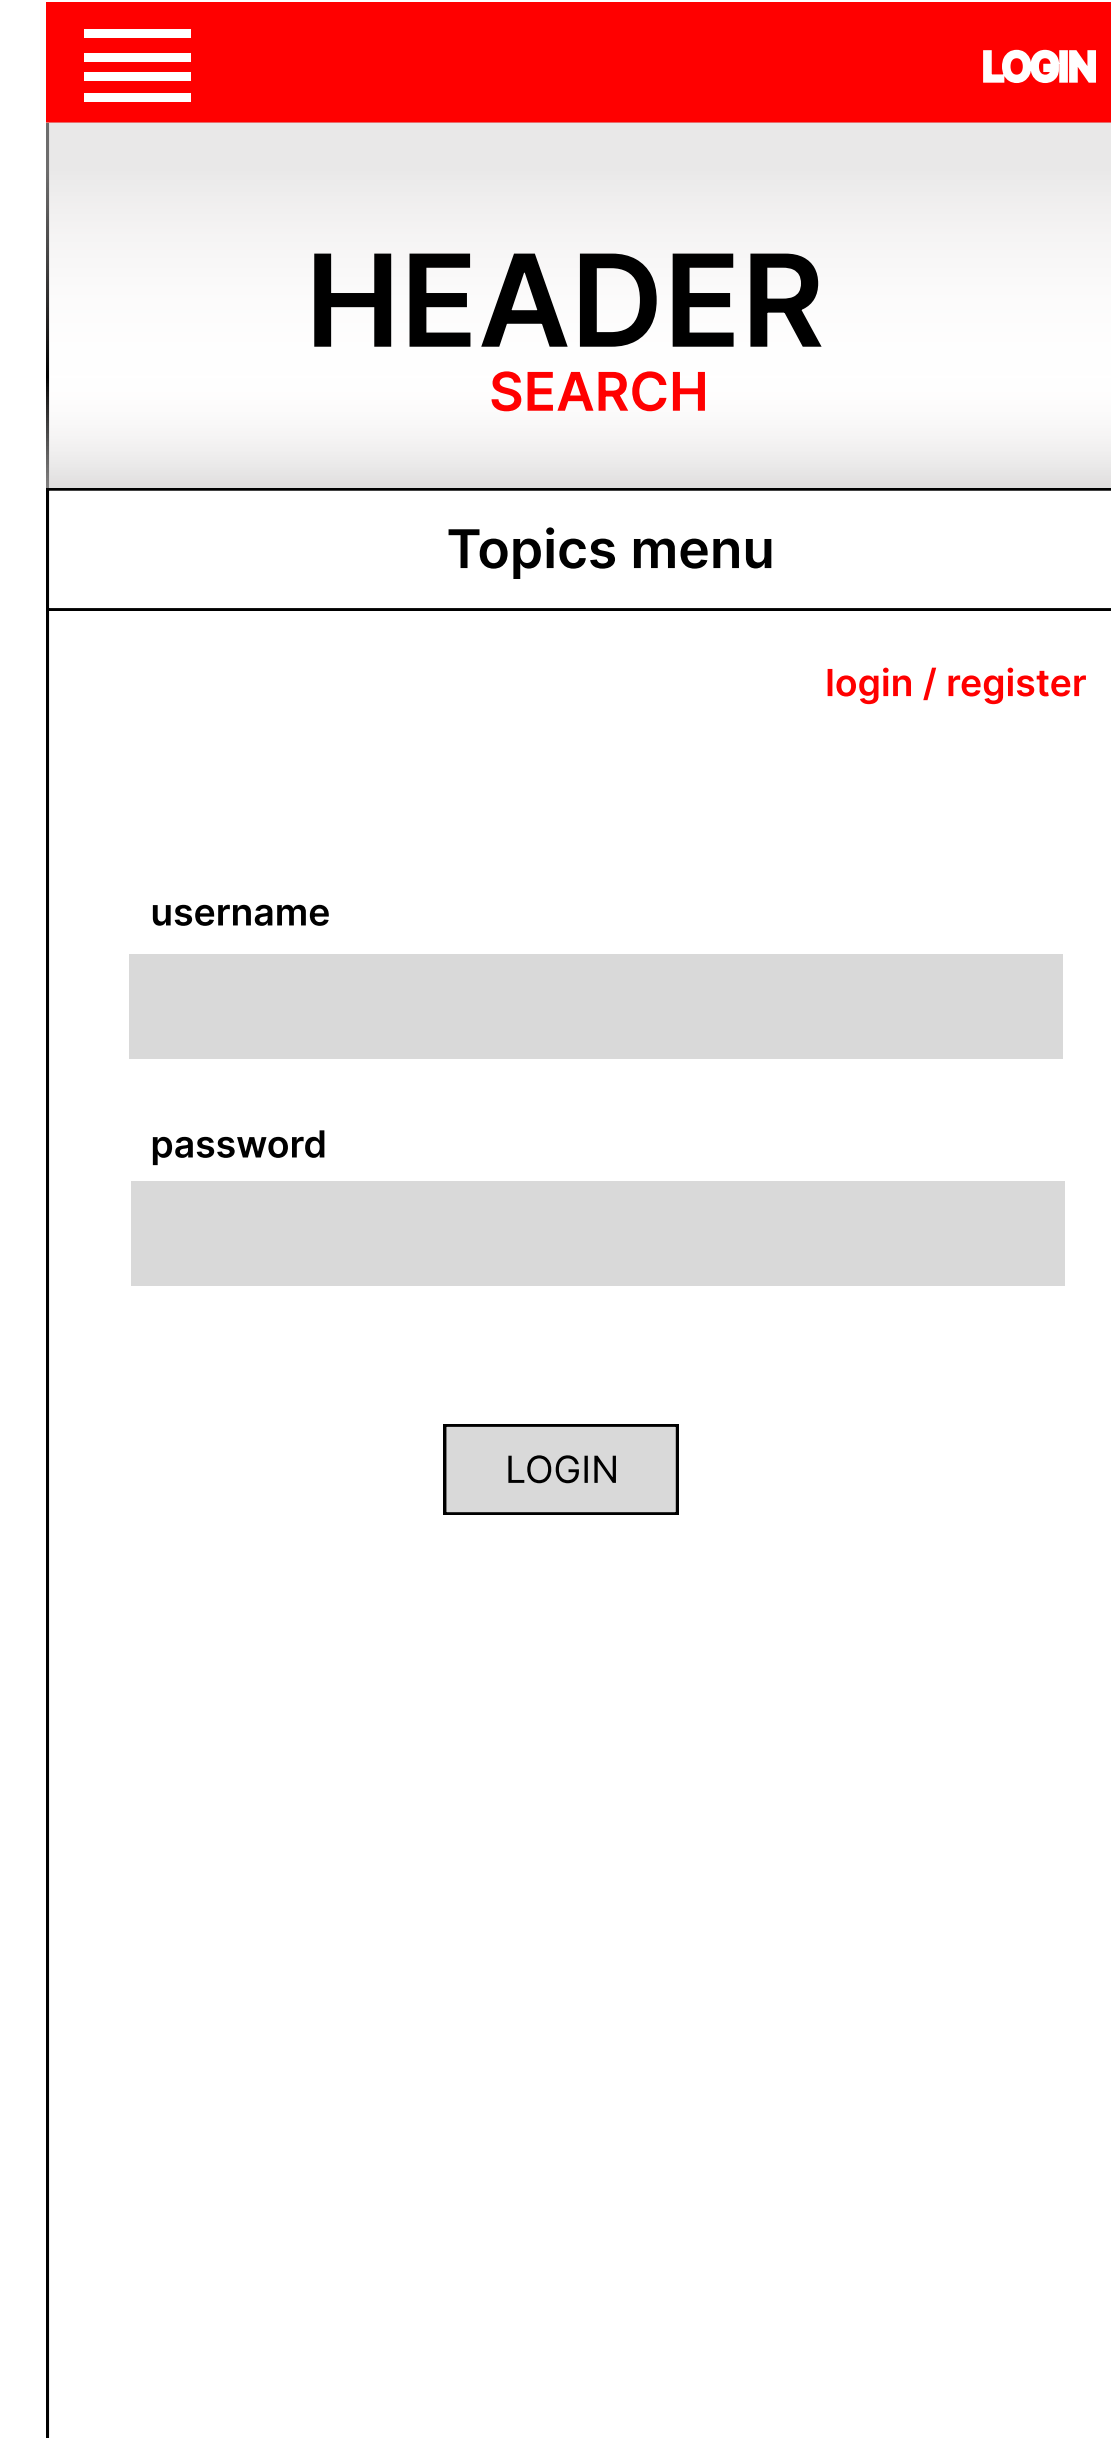 LOGIN
HEADER
SEARCH
Topics menu
login / register
username
password
LOGIN